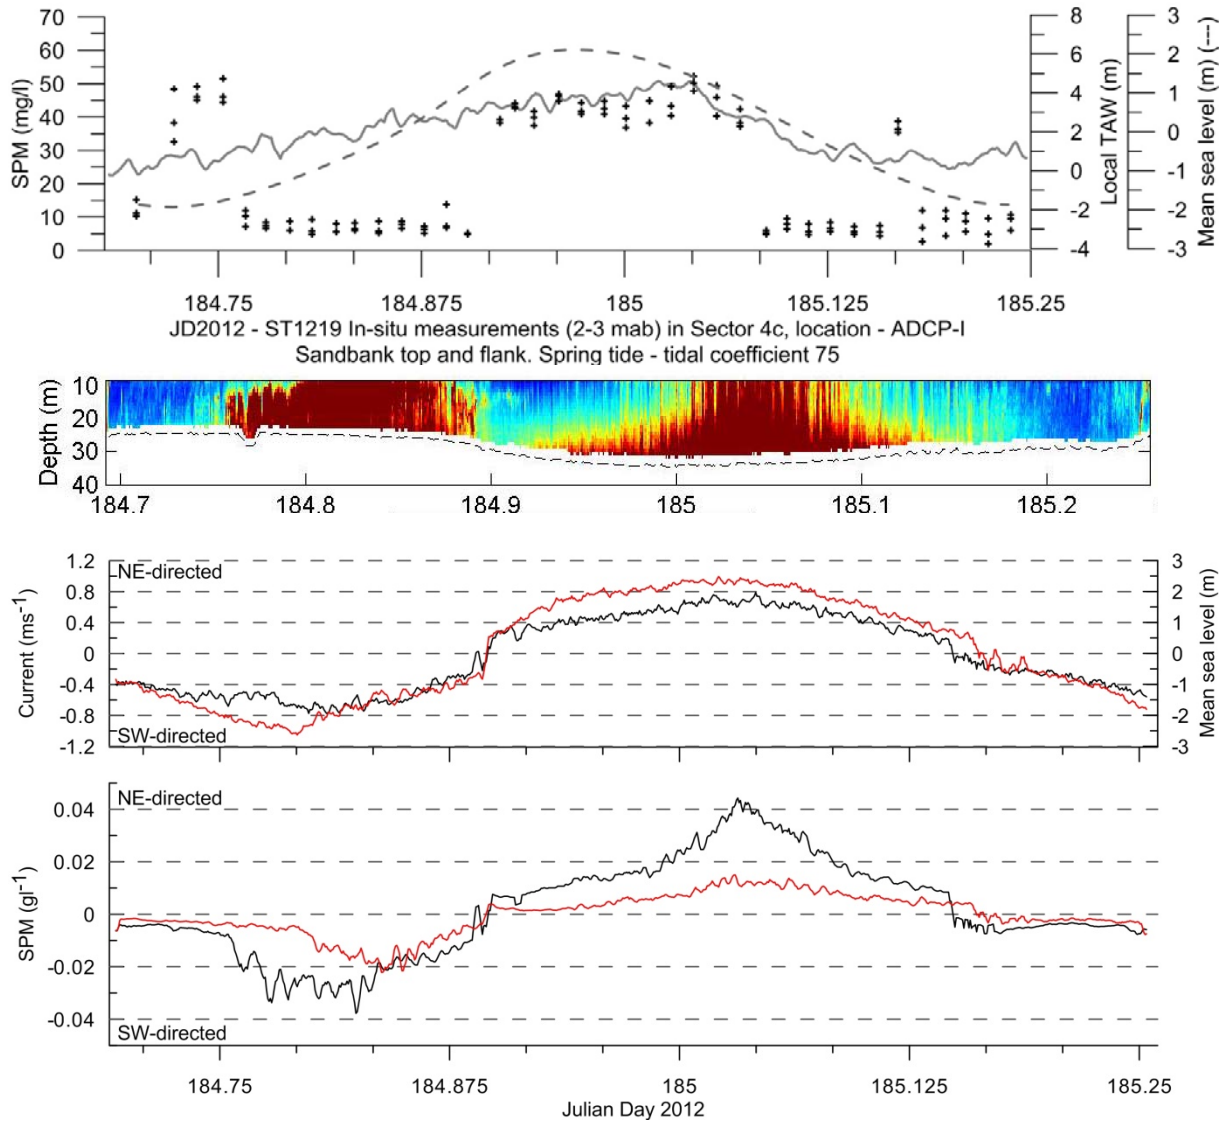 70
60
50
40
30
20
10
0
SPM (mg/l)
8
6
4
2
0
-2
-4
Local TAW (m)
3
2
1
0
-1
-2
-3
Mean sea level (m) (---)
184.75 184.875 185 185.125 185.25
JD2012 - ST1219 In-situ measurements (2-3 mab) in Sector 4c, location - ADCP-I
Sandbank top and flank. Spring tide - tidal coefficient 75
10
20
30
40
Depth (m)
184.7 184.8 184.9 185 185.1 185.2
1.2
0.8
0.4
0
-0.4
-0.8
-1.2
Current (ms⁻¹)
NE-directed
SW-directed
3
2
1
0
-1
-2
-3
Mean sea level (m)
0.04
0.02
0
-0.02
-0.04
SPM (gl⁻¹)
NE-directed
SW-directed
184.75 184.875 185 185.125 185.25
Julian Day 2012